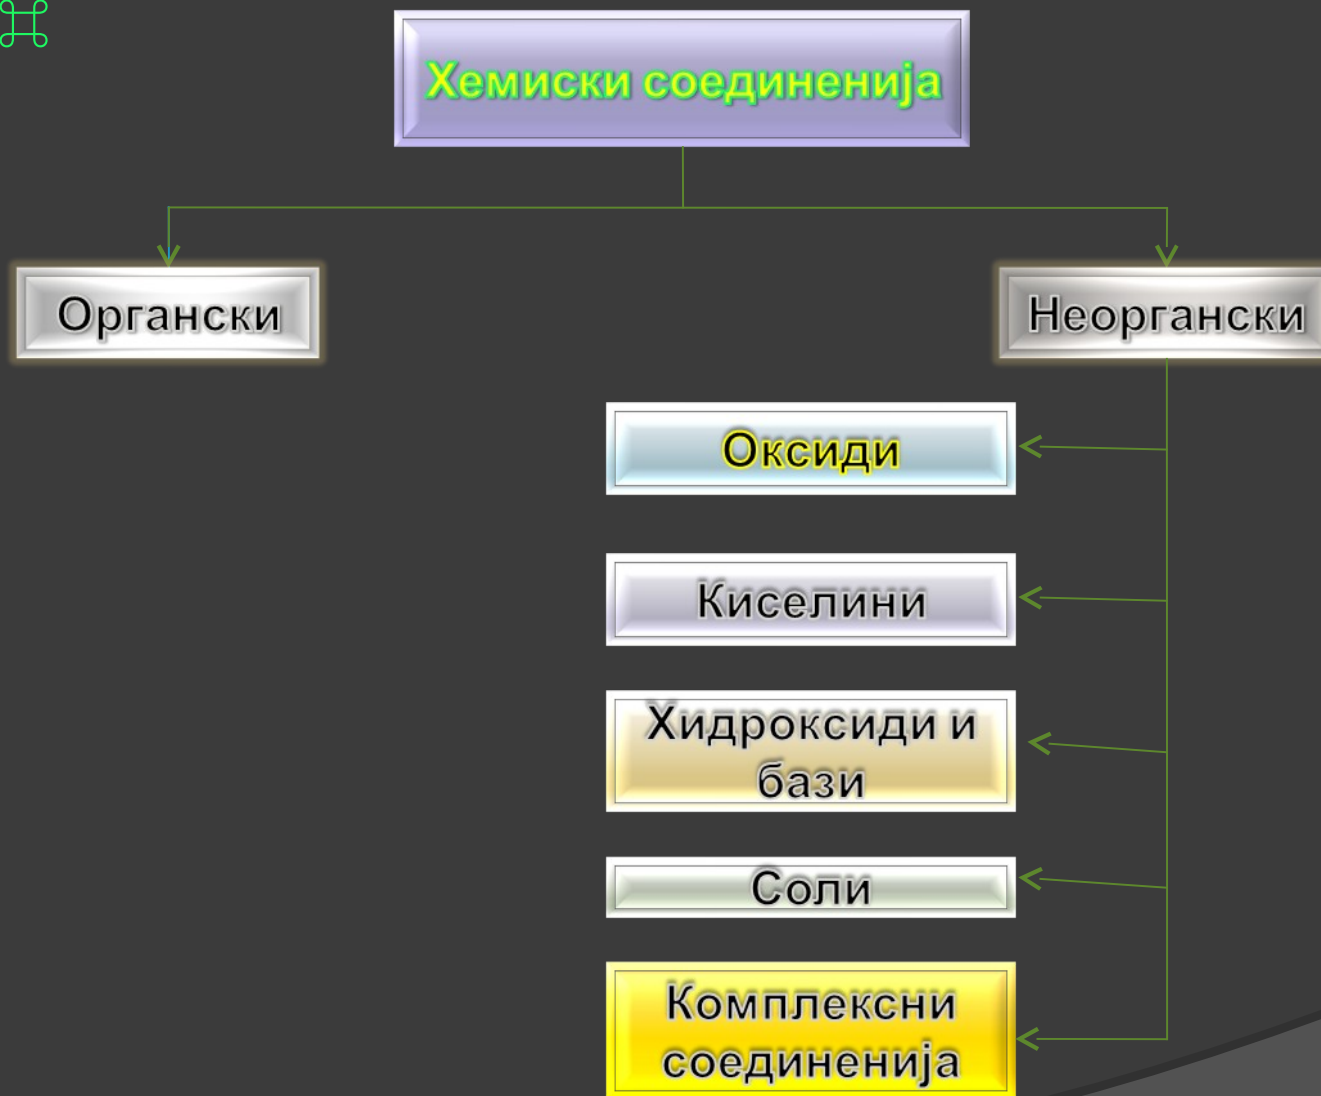 Хемиски соединенија
Органски
Неоргански
Оксиди
Киселини
Хидроксиди и
бази
Соли
Комплексни
соединенија